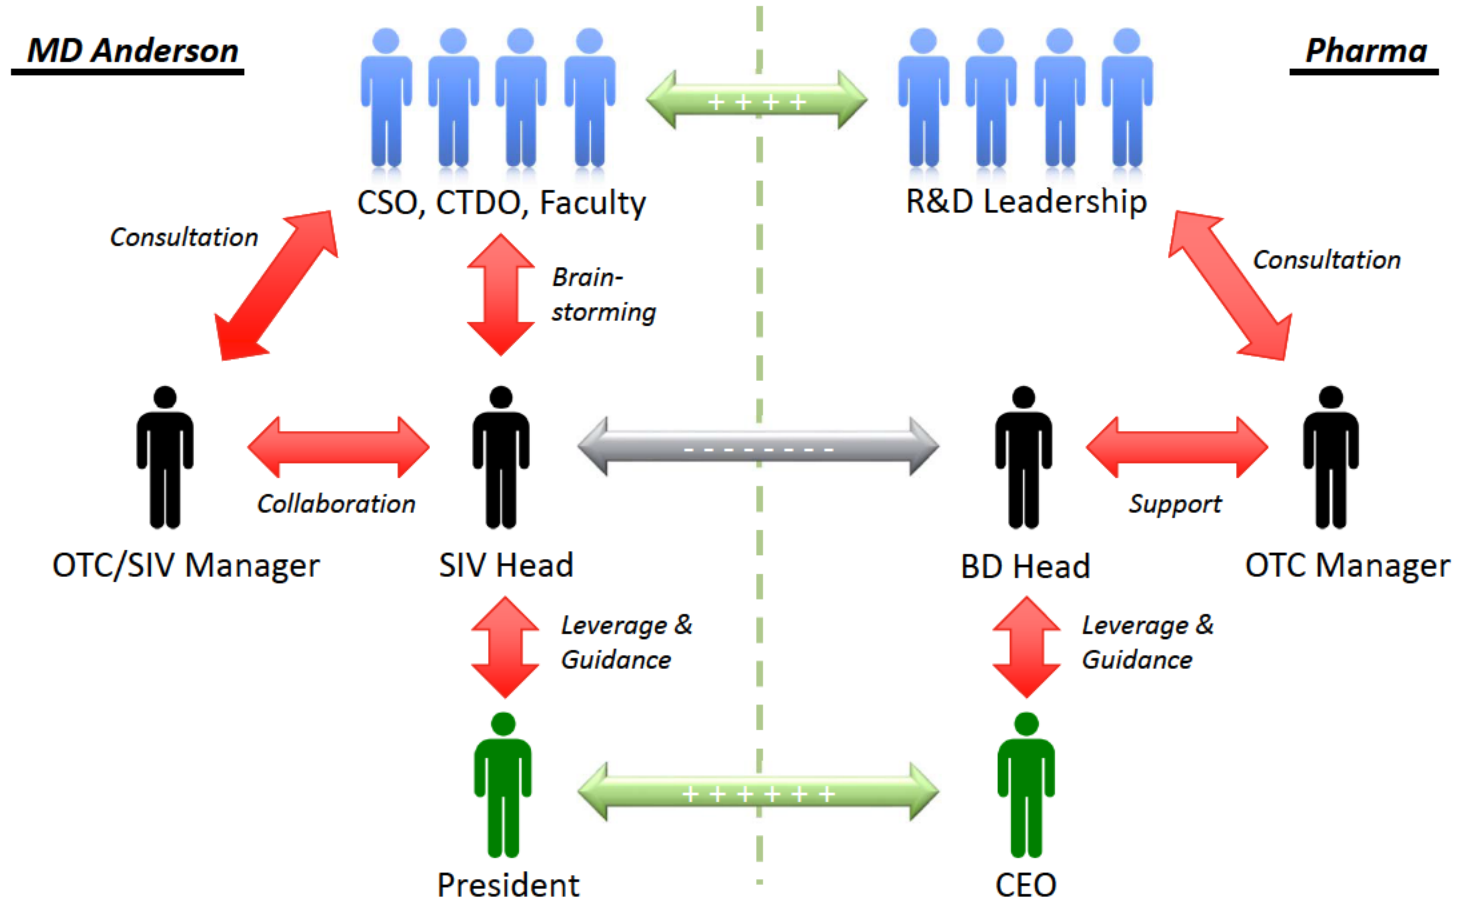 MD Anderson
Pharma
+ + + +
CSO, CTDO, Faculty
R&D Leadership
Consultation
Brain-
storming
Consultation
- - - - - - - -
Collaboration
Support
OTC/SIV Manager
SIV Head
BD Head
OTC Manager
Leverage &
Guidance
Leverage &
Guidance
+ + + + + +
President
CEO